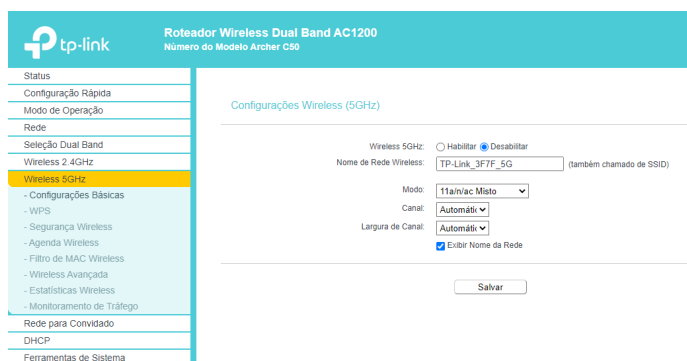 tp-link
Roteador Wireless Dual Band AC1200
Número do Modelo Archer C50
Status
Configuração Rápida
Modo de Operação
Rede
Seleção Dual Band
Wireless 2.4GHz
Wireless 5GHz
- Configurações Básicas
- WPS
- Segurança Wireless
- Agenda Wireless
- Filtro de MAC Wireless
- Wireless Avançada
- Estatísticas Wireless
- Monitoramento de Tráfego
Rede para Convidado
DHCP
Ferramentas de Sistema
Configurações Wireless (5GHz)
Wireless 5GHz: Habilitar Desabilitar
Nome de Rede Wireless: TP-Link_3F7F_5G (também chamado de SSID)
Modo: 11a/n/ac Misto
Canal: Automátic
Largura de Canal: Automátic
Exibir Nome da Rede
Salvar